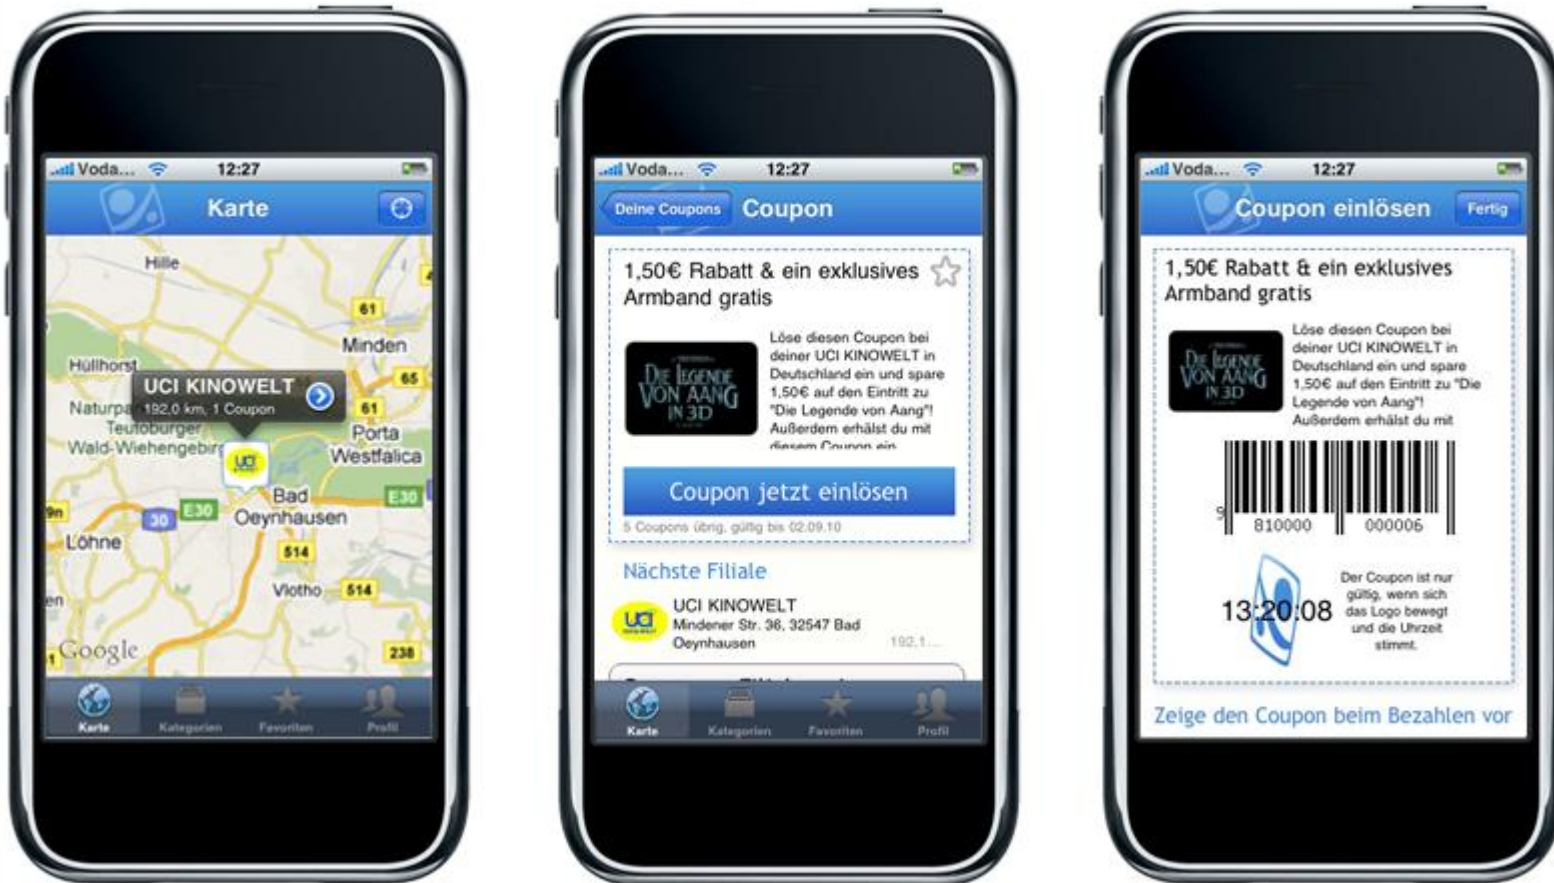 Voda... 12:27
Karte
Hille
61
Minden
Hüllhorst
65
UCI KINOWELT
192,0 km, 1 Coupon
61
Teutoburger
Wald-Wiehengebirg
Porta
Westfalica
UCI
Bad
Oeynhausen
E30
30
E30
Löhne
514
Vlotho
514
Google
238
Karte Kategorien Favoriten Profil
Voda... 12:27
Deine Coupons Coupon
1,50€ Rabatt & ein exklusives
Armband gratis
DIE LEGENDE
VON AANG
IN 3D
Löse diesen Coupon bei
deiner UCI KINOWELT in
Deutschland ein und spare
1,50€ auf den Eintritt zu
"Die Legende von Aang"!
Außerdem erhälst du mit
diesem Coupon ein
Coupon jetzt einlösen
5 Coupons übrig, gültig bis 02.09.10
Nächste Filiale
UCI
UCI KINOWELT
Mindener Str. 36, 32547 Bad
Oeynhausen
192,1...
Karte Kategorien Favoriten Profil
Voda... 12:27
Coupon einlösen Fertig
1,50€ Rabatt & ein exklusives
Armband gratis
DIE LEGENDE
VON AANG
IN 3D
Löse diesen Coupon bei
deiner UCI KINOWELT in
Deutschland ein und spare
1,50€ auf den Eintritt zu "Die
Legende von Aang"!
Außerdem erhälst du mit
9 810000 000006
13:20:08
Der Coupon ist nur
gültig, wenn sich
das Logo bewegt
und die Uhrzeit
stimmt.
Zeige den Coupon beim Bezahlen vor